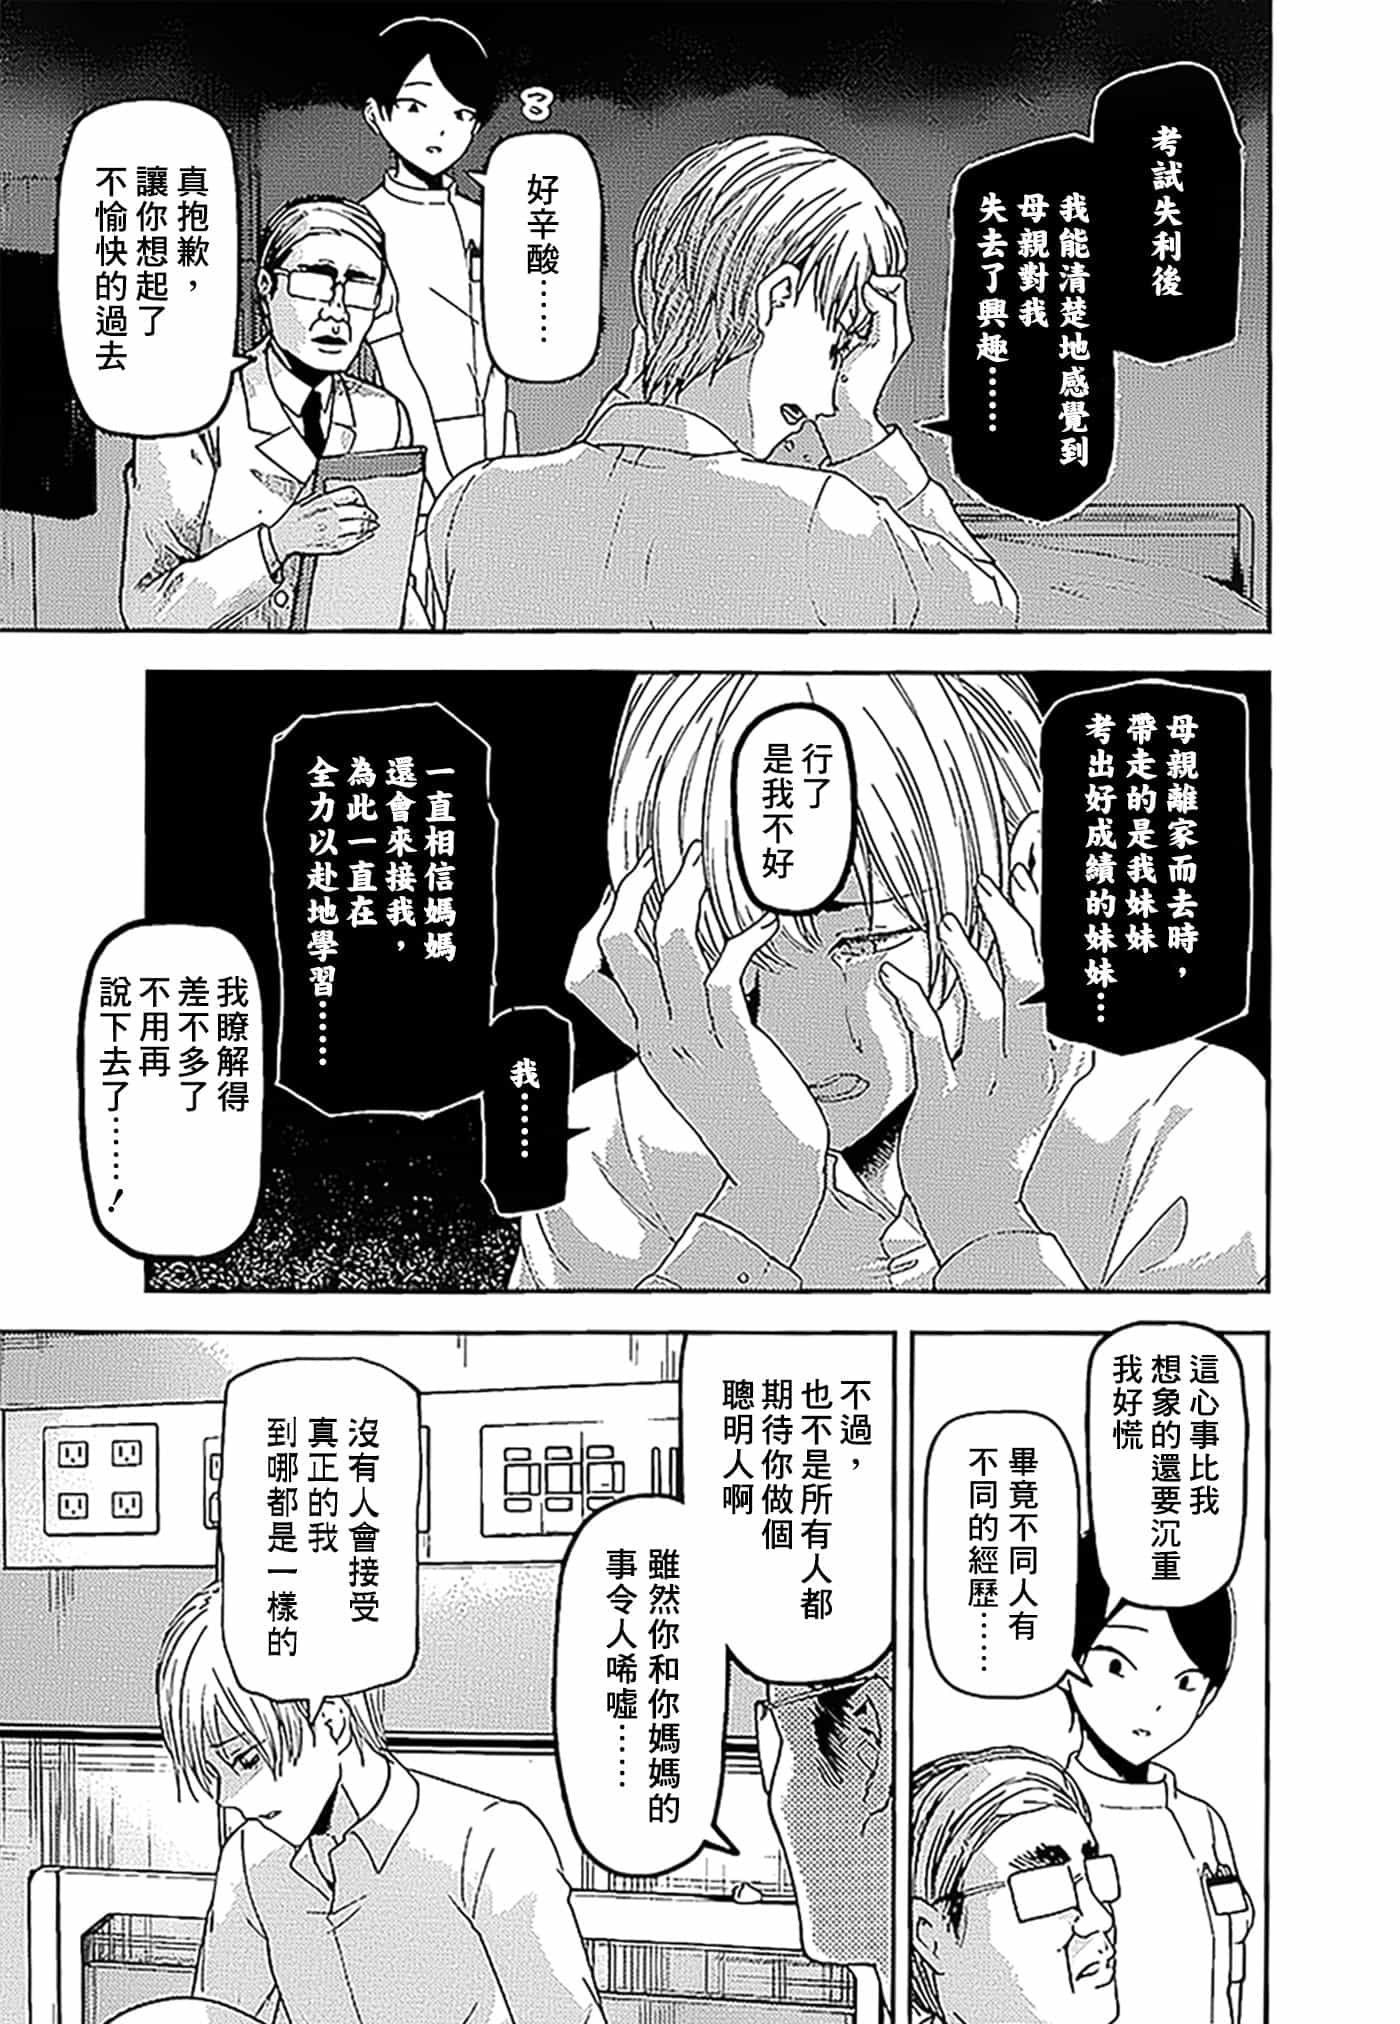 考試失利後
我能清楚地感覺到
母親對我
失去了興趣……
好辛酸……
真抱歉，
讓你想起了
不愉快的過去
母親離家而去時，
帶走的是我妹妹
考出好成績的妹妹…
行了
是我不好
一直相信媽媽
還會來接我，
為此一直在
全力以赴地學習……
我……
我瞭解得
差不多了
不用再
說下去了……！
這心事比我
想象的還要沉重
我好慌
畢竟不同人有
不同的經歷……
不過，
也不是所有人都
期待你做個
聰明人啊
雖然你和你媽媽的
事令人唏噓……
沒有人會接受
真正的我
到哪都是一樣的